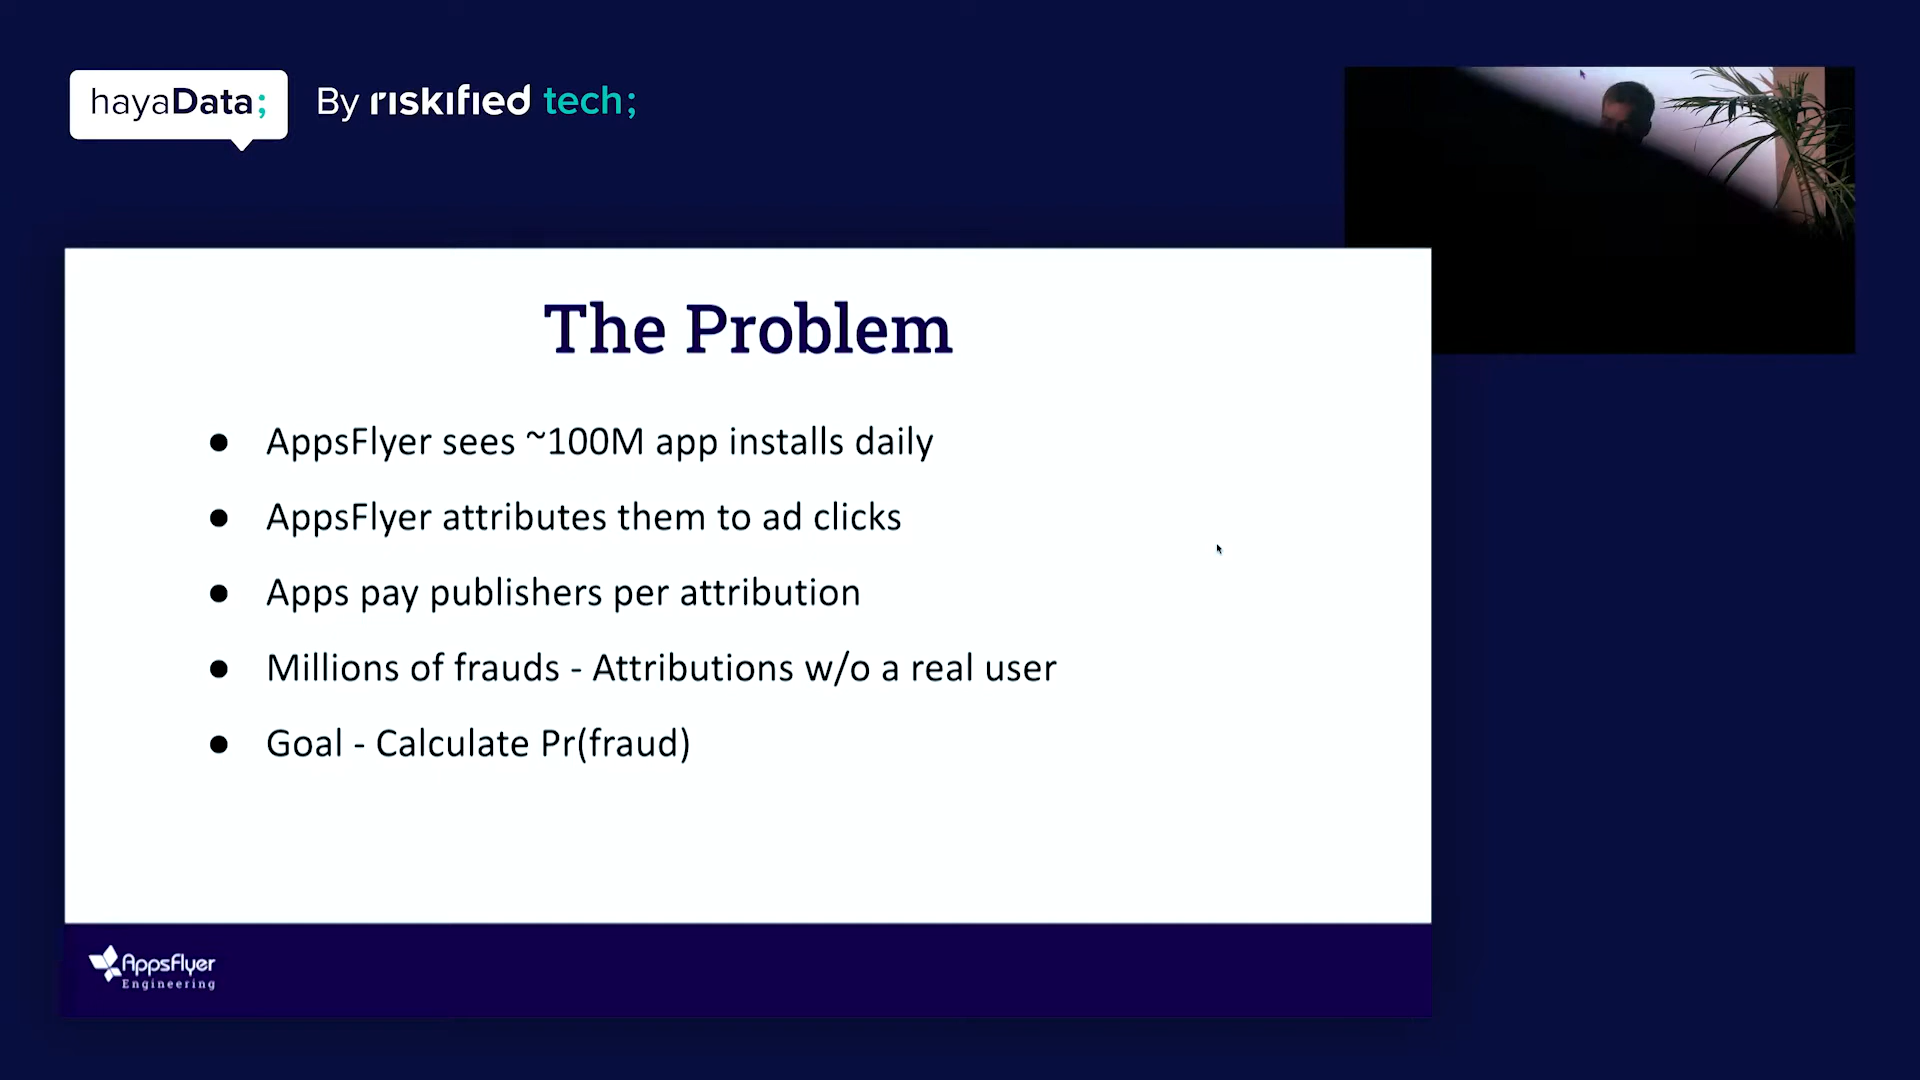 hayaData;
By riskified tech;
The Problem
● AppsFlyer sees ~100M app installs daily
● AppsFlyer attributes them to ad clicks
● Apps pay publishers per attribution
● Millions of frauds - Attributions w/o a real user
● Goal - Calculate Pr(fraud)
AppsFlyer
Engineering